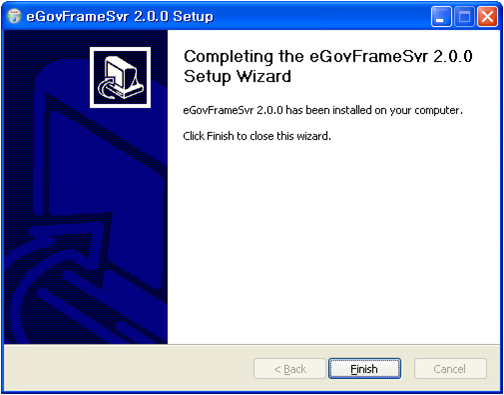 eGovFrameSvr 2.0.0 Setup
Completing the eGovFrameSvr 2.0.0
Setup Wizard
eGovFrameSvr 2.0.0 has been installed on your computer.
Click Finish to close this wizard.
< Back Finish Cancel